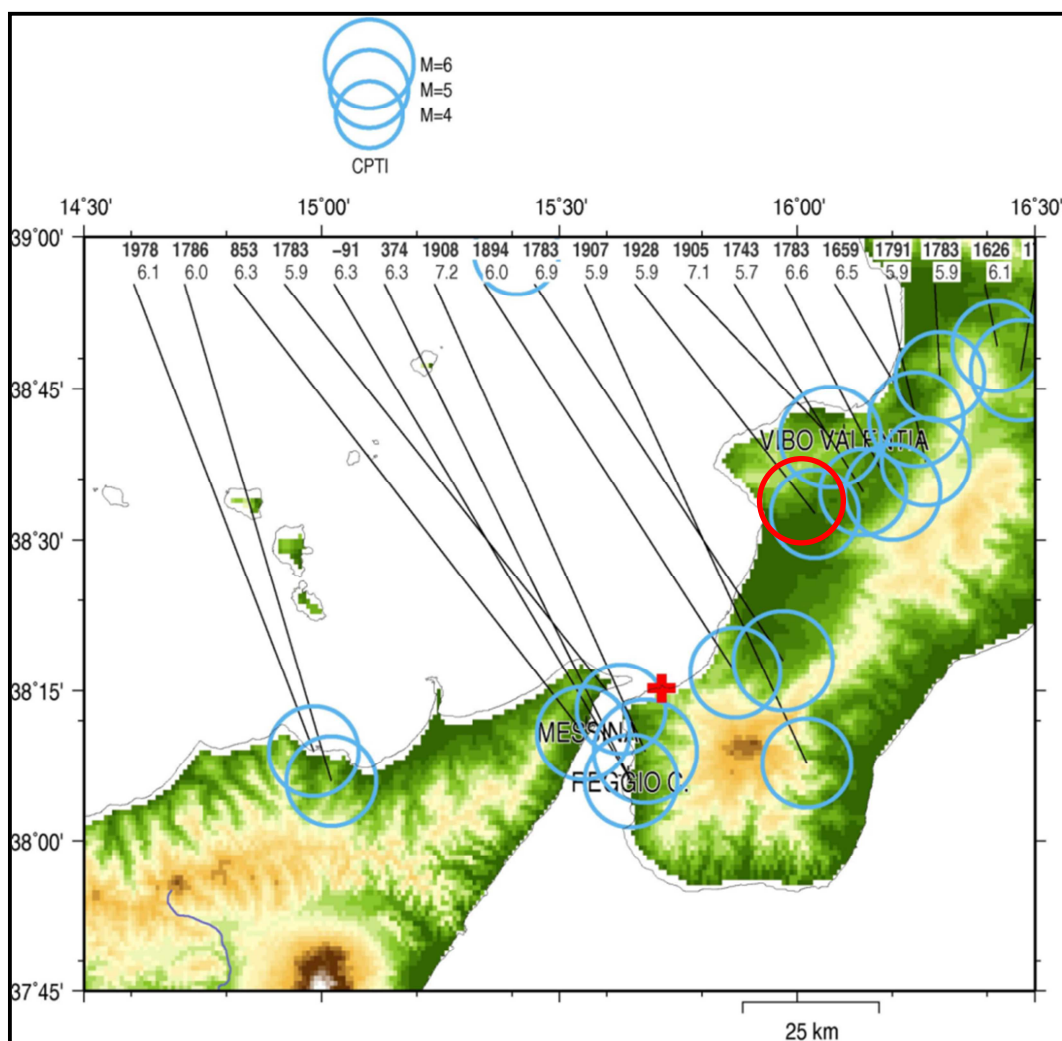 M=6
M=5
M=4
CPTI
14°30' 15°00' 15°30' 16°00' 16°30'
39°00'
1978 1786 853 1783 −91 374 1908 1894 1783 1907 1928 1905 1743 1783 1659 1791 1783 1626 1
6.1 6.0 6.3 5.9 6.3 6.3 7.2 6.0 6.9 5.9 5.9 7.1 5.7 6.6 6.5 5.9 5.9 6.1
38°45'
VIBO VALENTIA
38°30'
38°15'
MESSINA
REGGIO C.
38°00'
37°45'
25 km